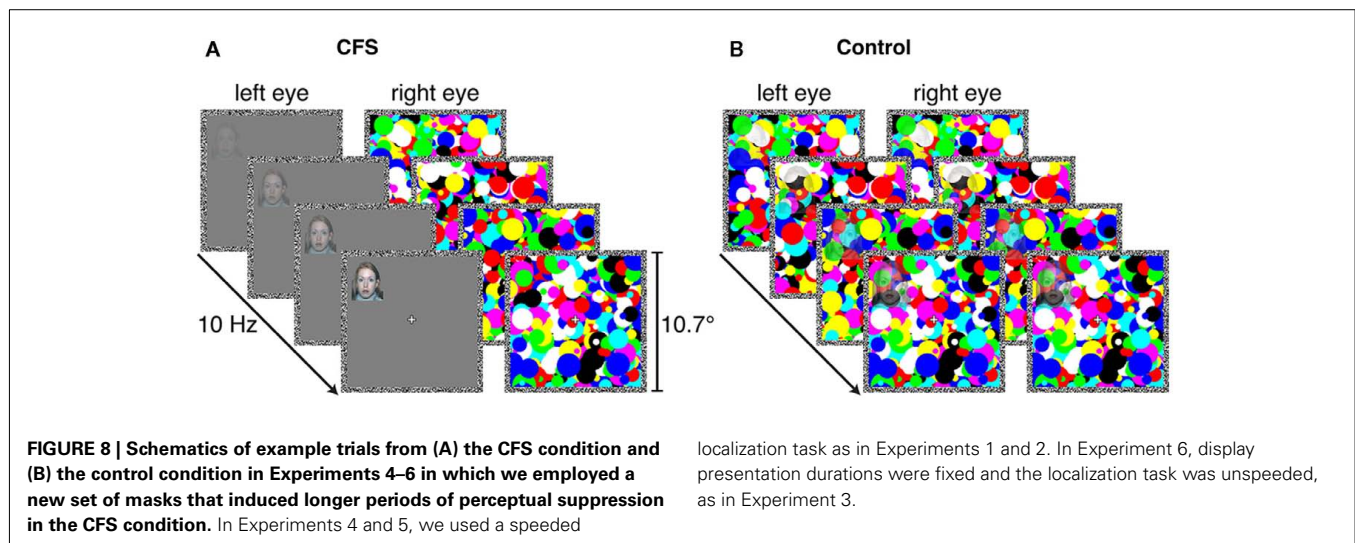 A CFS
left eye right eye
10 Hz
10.7°
B Control
left eye right eye
FIGURE 8 | Schematics of example trials from (A) the CFS condition and
(B) the control condition in Experiments 4–6 in which we employed a
new set of masks that induced longer periods of perceptual suppression
in the CFS condition. In Experiments 4 and 5, we used a speeded
localization task as in Experiments 1 and 2. In Experiment 6, display
presentation durations were fixed and the localization task was unspeeded,
as in Experiment 3.